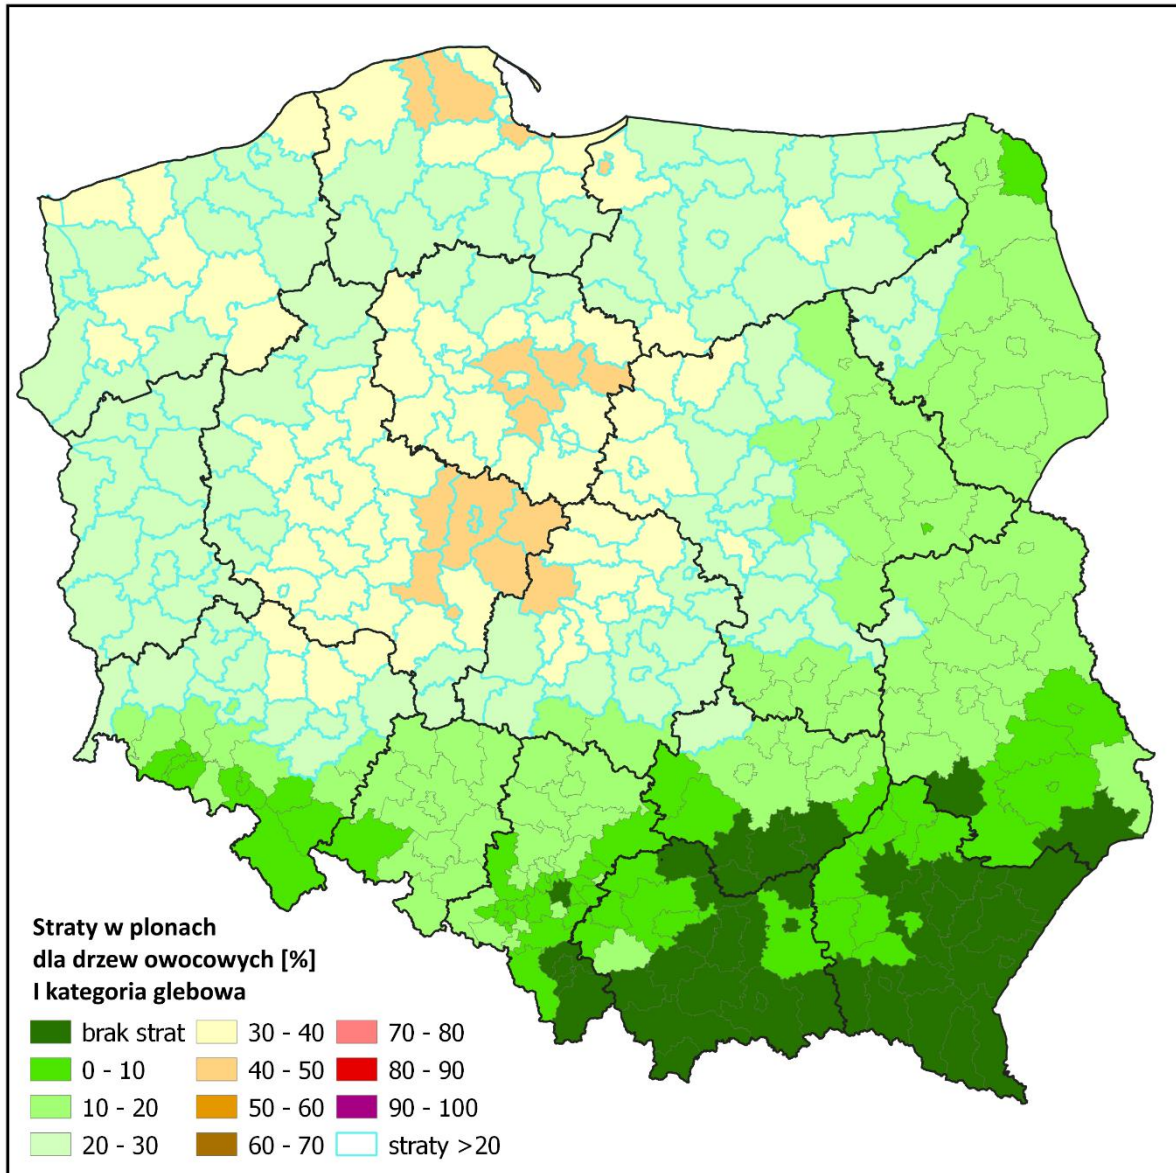 Straty w plonach
dla drzew owocowych [%]
I kategoria glebowa
brak strat
0 - 10
10 - 20
20 - 30
30 - 40
40 - 50
50 - 60
60 - 70
70 - 80
80 - 90
90 - 100
straty >20